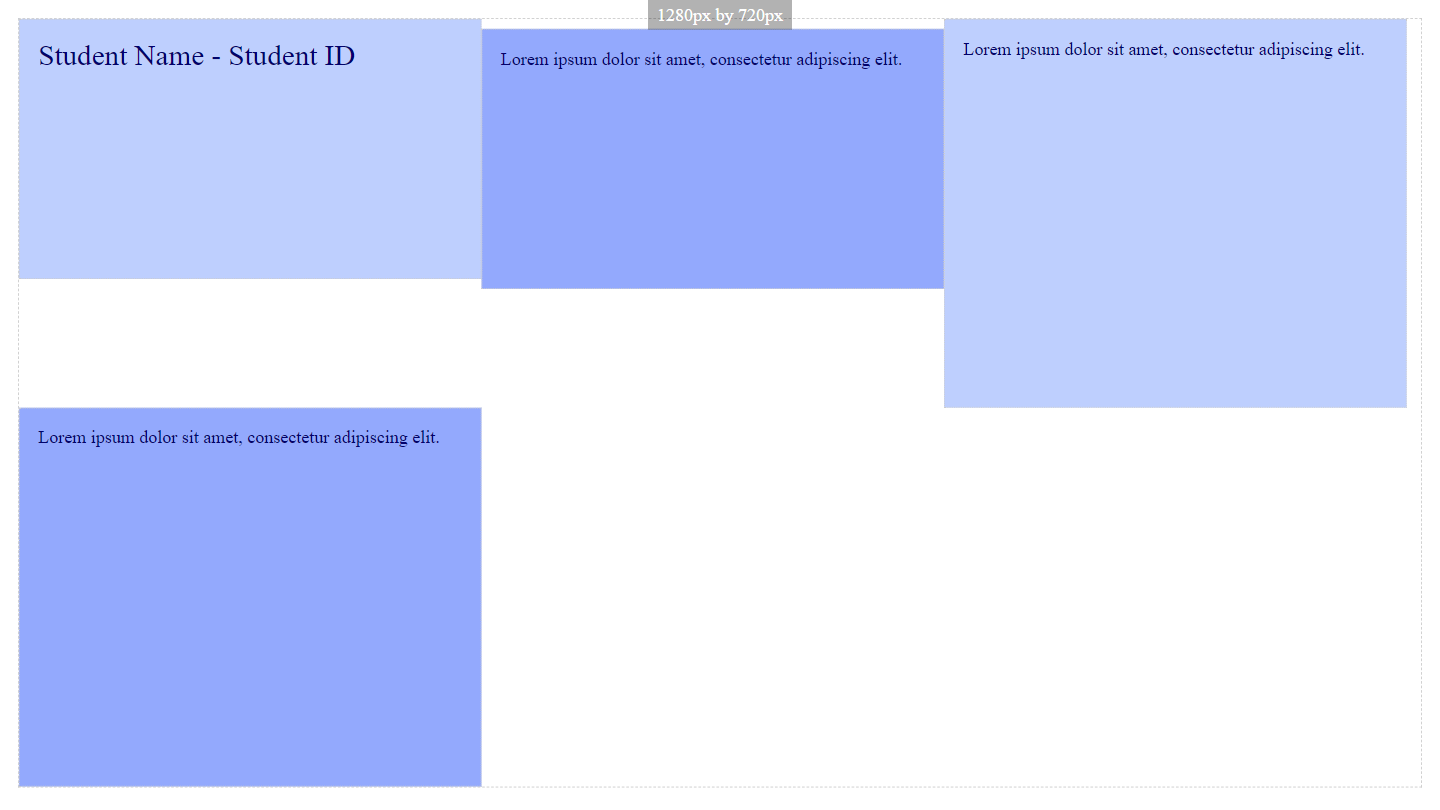 1280px by 720px
Student Name - Student ID
Lorem ipsum dolor sit amet, consectetur adipiscing elit.
Lorem ipsum dolor sit amet, consectetur adipiscing elit.
Lorem ipsum dolor sit amet, consectetur adipiscing elit.